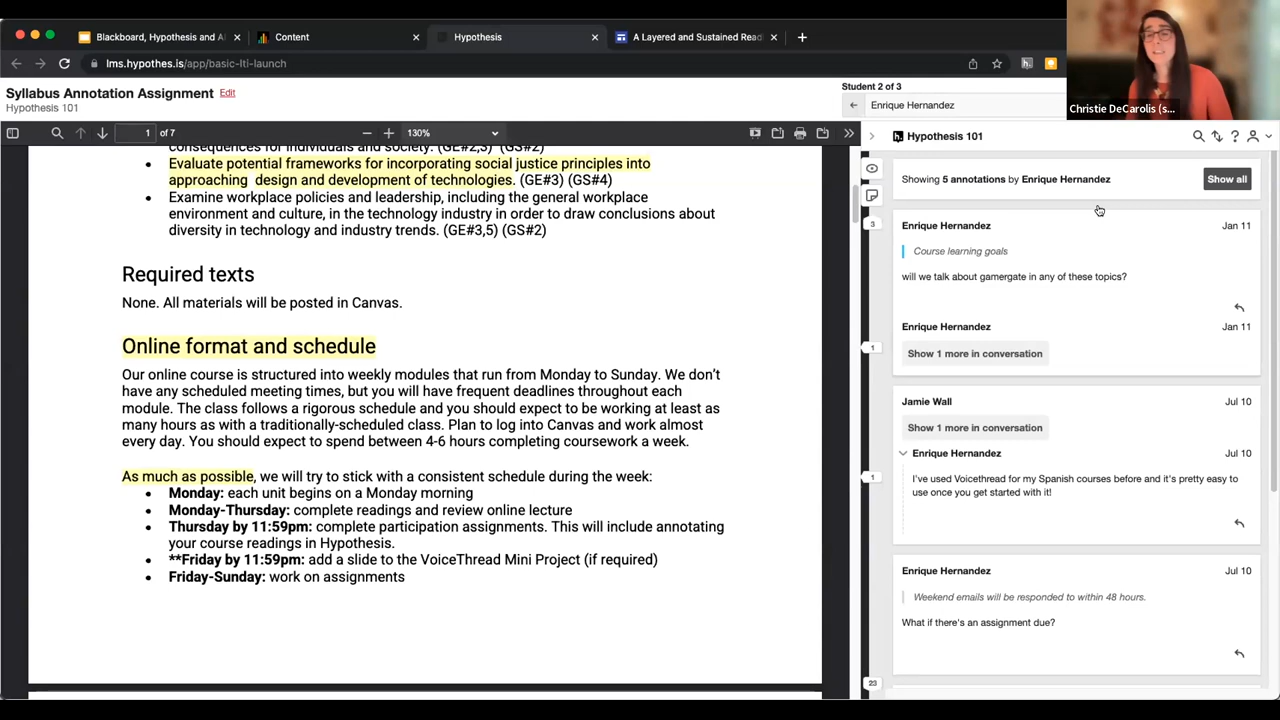 Blackboard, Hypothesis and A
Content
Hypothesis
A Layered and Sustained Readi
lms.hypothes.is/app/basic-lti-launch
Christie DeCarolis (s...
Syllabus Annotation Assignment Edit
Hypothesis 101
Student 2 of 3
Enrique Hernandez
1 of 7
130%
Hypothesis 101
consequences for individuals and society. (GE#2,3) (GS#2)
Evaluate potential frameworks for incorporating social justice principles into
approaching design and development of technologies. (GE#3) (GS#4)
Examine workplace policies and leadership, including the general workplace
environment and culture, in the technology industry in order to draw conclusions about
diversity in technology and industry trends. (GE#3,5) (GS#2)
Required texts
None. All materials will be posted in Canvas.
Online format and schedule
Our online course is structured into weekly modules that run from Monday to Sunday. We don't
have any scheduled meeting times, but you will have frequent deadlines throughout each
module. The class follows a rigorous schedule and you should expect to be working at least as
many hours as with a traditionally-scheduled class. Plan to log into Canvas and work almost
every day. You should expect to spend between 4-6 hours completing coursework a week.
As much as possible, we will try to stick with a consistent schedule during the week:
Monday: each unit begins on a Monday morning
Monday-Thursday: complete readings and review online lecture
Thursday by 11:59pm: complete participation assignments. This will include annotating
your course readings in Hypothesis.
**Friday by 11:59pm: add a slide to the VoiceThread Mini Project (if required)
Friday-Sunday: work on assignments
3
1
1
23
Showing 5 annotations by Enrique Hernandez
Show all
Enrique Hernandez Jan 11
Course learning goals
will we talk about gamergate in any of these topics?
Enrique Hernandez Jan 11
Show 1 more in conversation
Jamie Wall Jul 10
Show 1 more in conversation
Enrique Hernandez Jul 10
I've used Voicethread for my Spanish courses before and it's pretty easy to
use once you get started with it!
Enrique Hernandez Jul 10
Weekend emails will be responded to within 48 hours.
What if there's an assignment due?